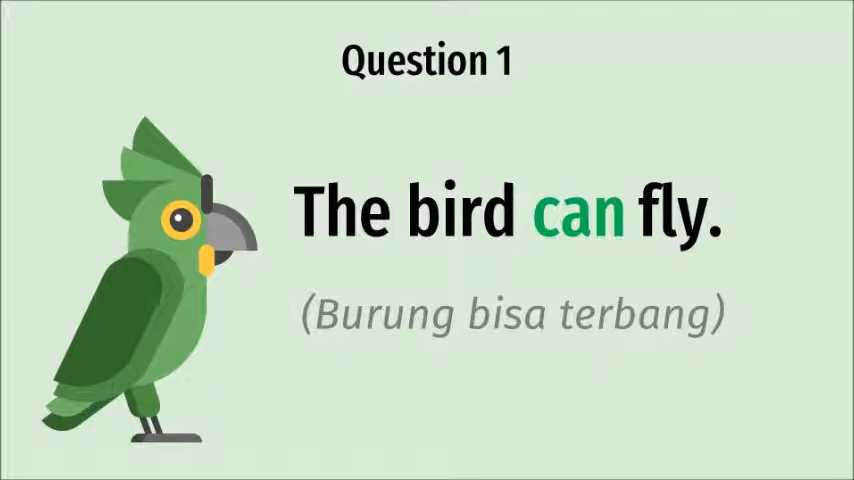 Question 1
The bird can fly.
(Burung bisa terbang)